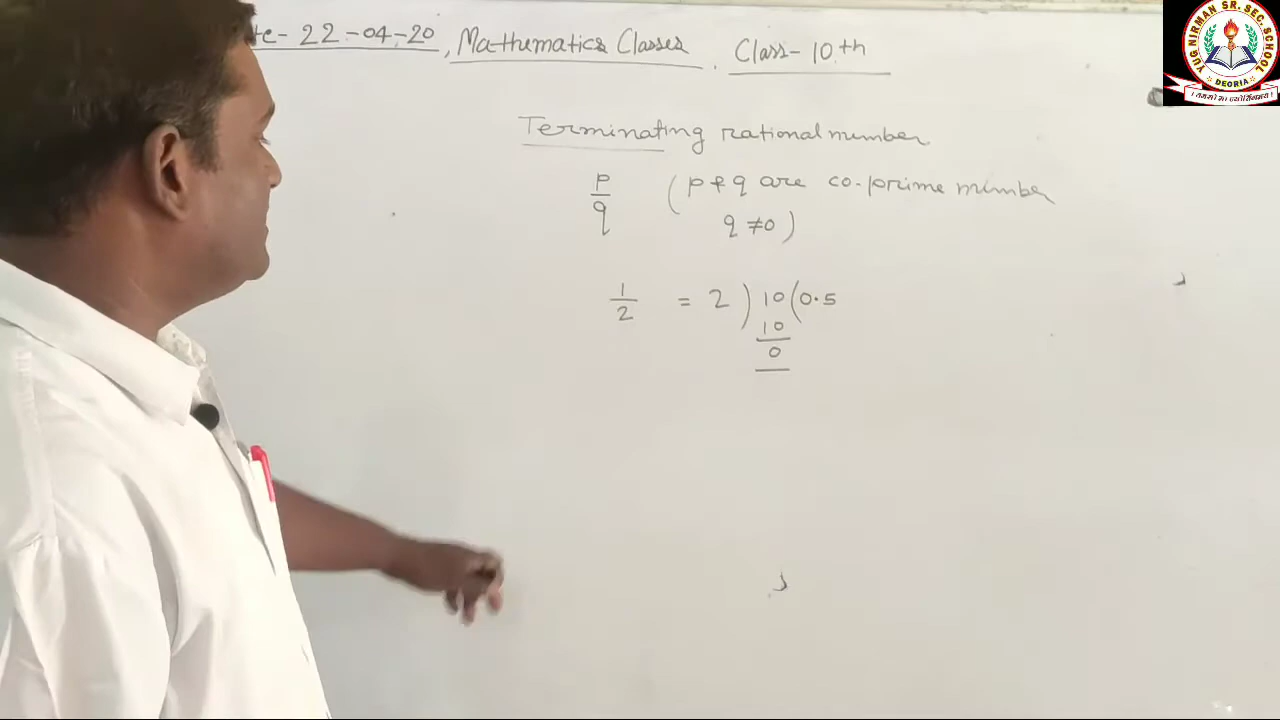 te- 22-04-20, Mathematics Classes. Class- 10.th
Terminating rational number
p/q (p & q are co-prime number
q ≠ 0)
1/2 = 2 ) 10 ( 0.5
10
0
YUG NIRMAN SR. SEC. SCHOOL
DEORIA